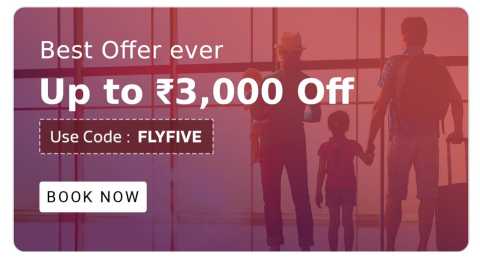 Best Offer ever
Up to ₹3,000 Off
Use Code : FLYFIVE
BOOK NOW